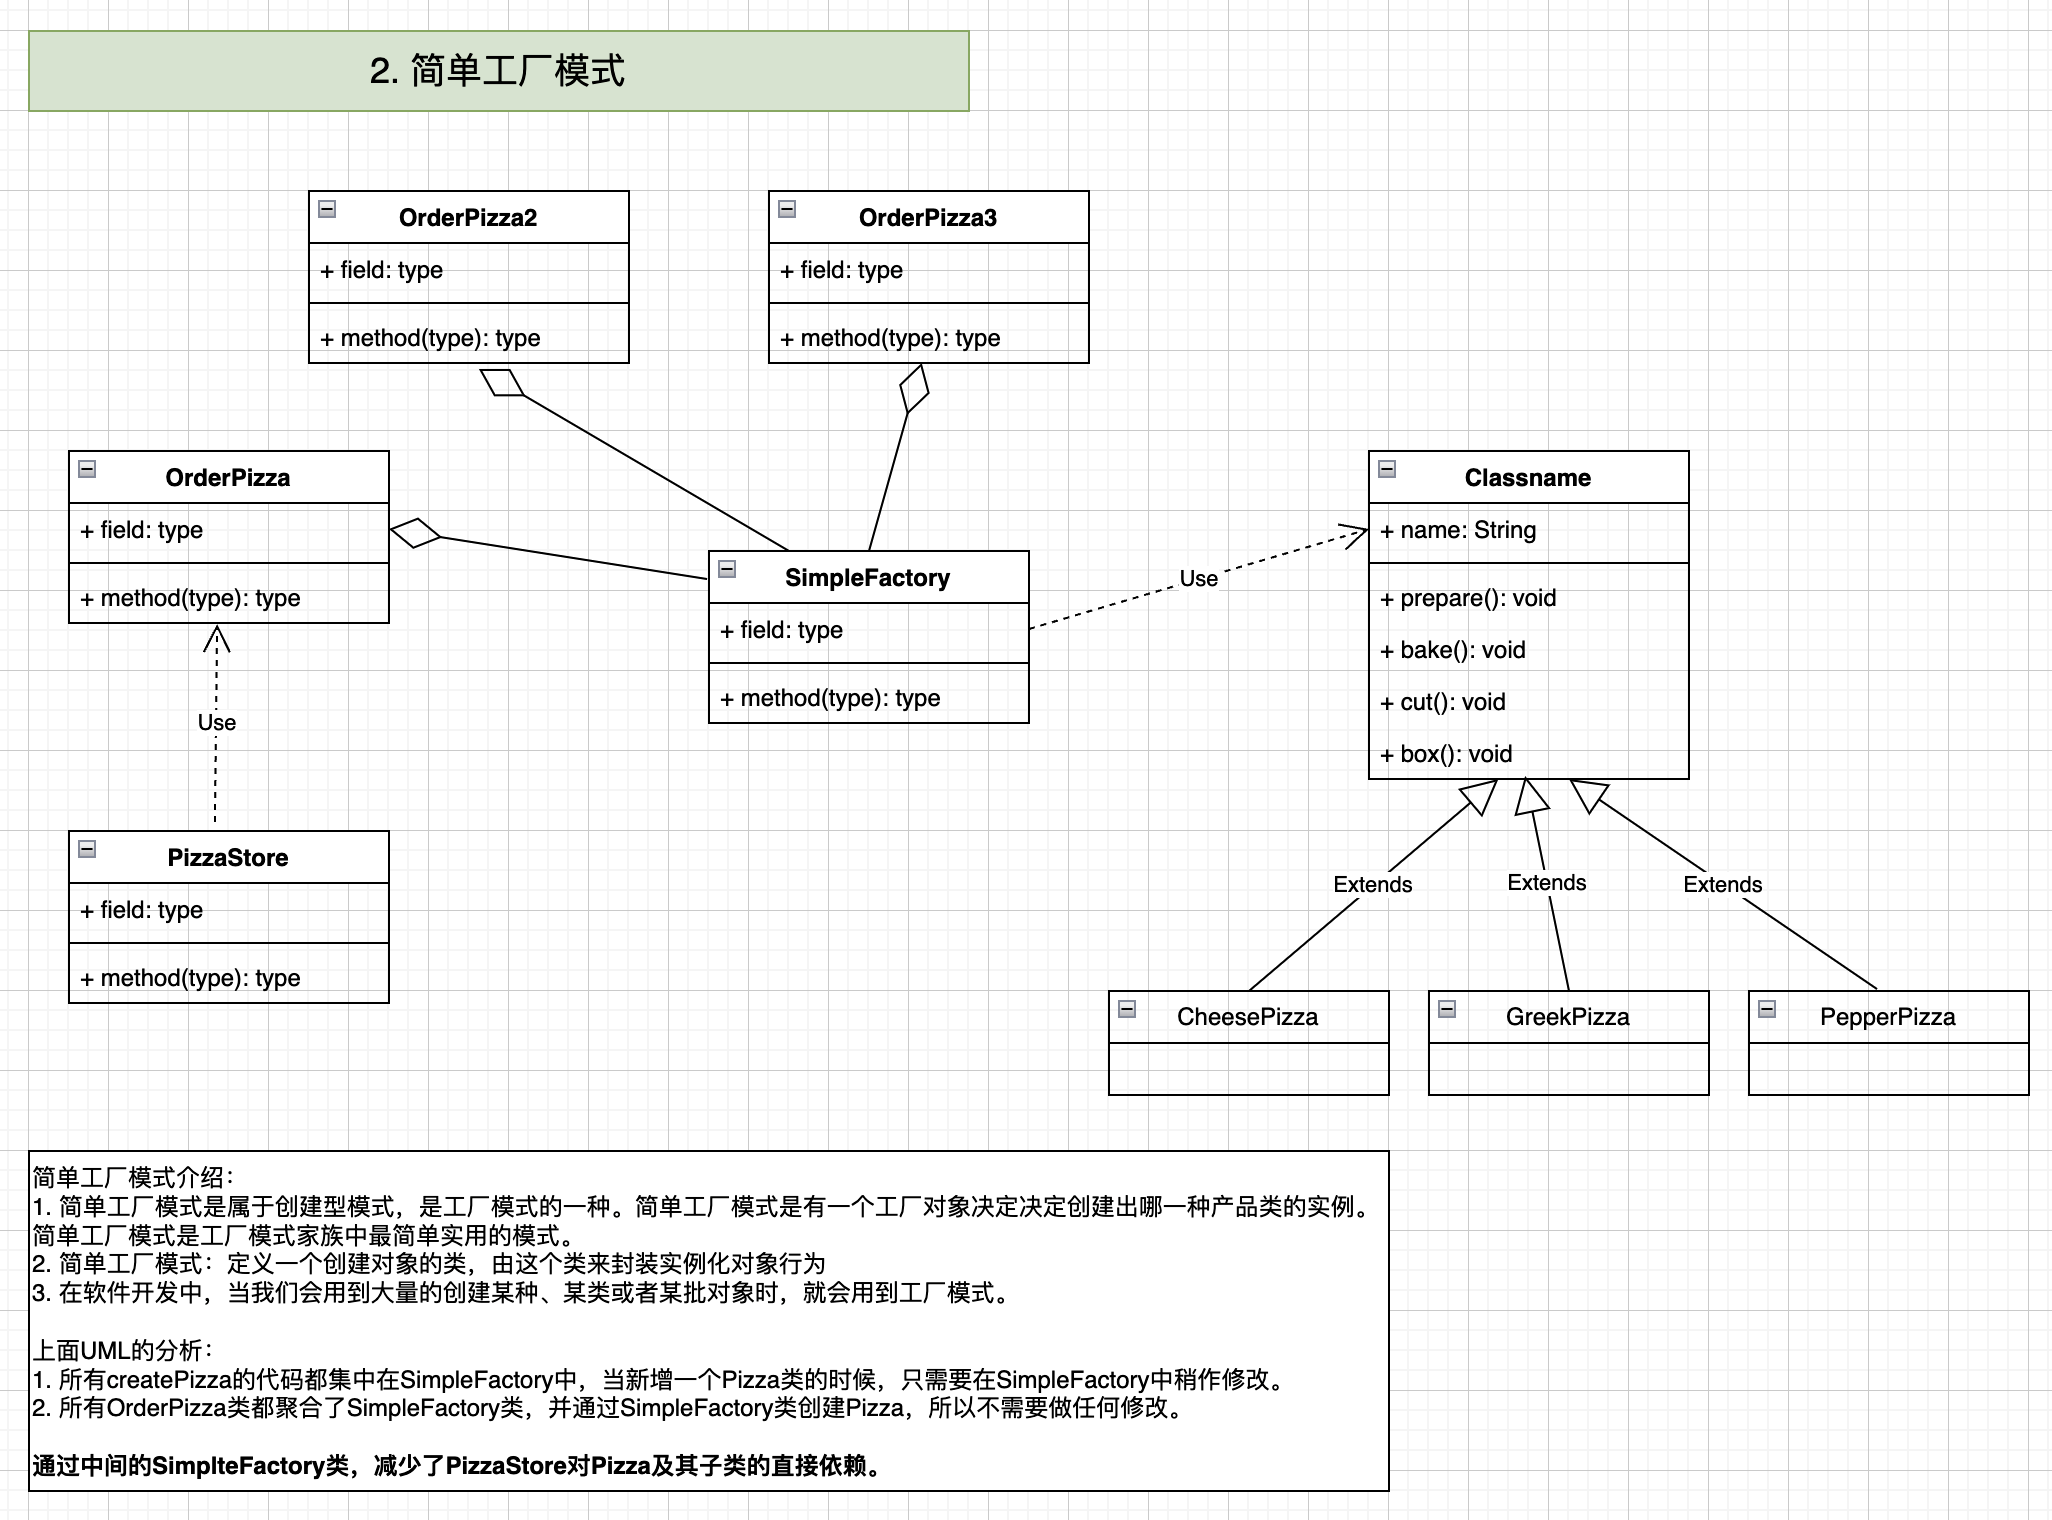 2. 简单工厂模式
OrderPizza2
+ field: type
+ method(type): type
OrderPizza3
+ field: type
+ method(type): type
OrderPizza
+ field: type
+ method(type): type
Classname
+ name: String
+ prepare(): void
+ bake(): void
+ cut(): void
+ box(): void
SimpleFactory
+ field: type
+ method(type): type
Use
Use
PizzaStore
+ field: type
+ method(type): type
Extends
Extends
Extends
CheesePizza
GreekPizza
PepperPizza
简单工厂模式介绍：
1. 简单工厂模式是属于创建型模式，是工厂模式的一种。简单工厂模式是有一个工厂对象决定决定创建出哪一种产品类的实例。
简单工厂模式是工厂模式家族中最简单实用的模式。
2. 简单工厂模式：定义一个创建对象的类，由这个类来封装实例化对象行为
3. 在软件开发中，当我们会用到大量的创建某种、某类或者某批对象时，就会用到工厂模式。
上面UML的分析：
1. 所有createPizza的代码都集中在SimpleFactory中，当新增一个Pizza类的时候，只需要在SimpleFactory中稍作修改。
2. 所有OrderPizza类都聚合了SimpleFactory类，并通过SimpleFactory类创建Pizza，所以不需要做任何修改。
通过中间的SimplteFactory类，减少了PizzaStore对Pizza及其子类的直接依赖。